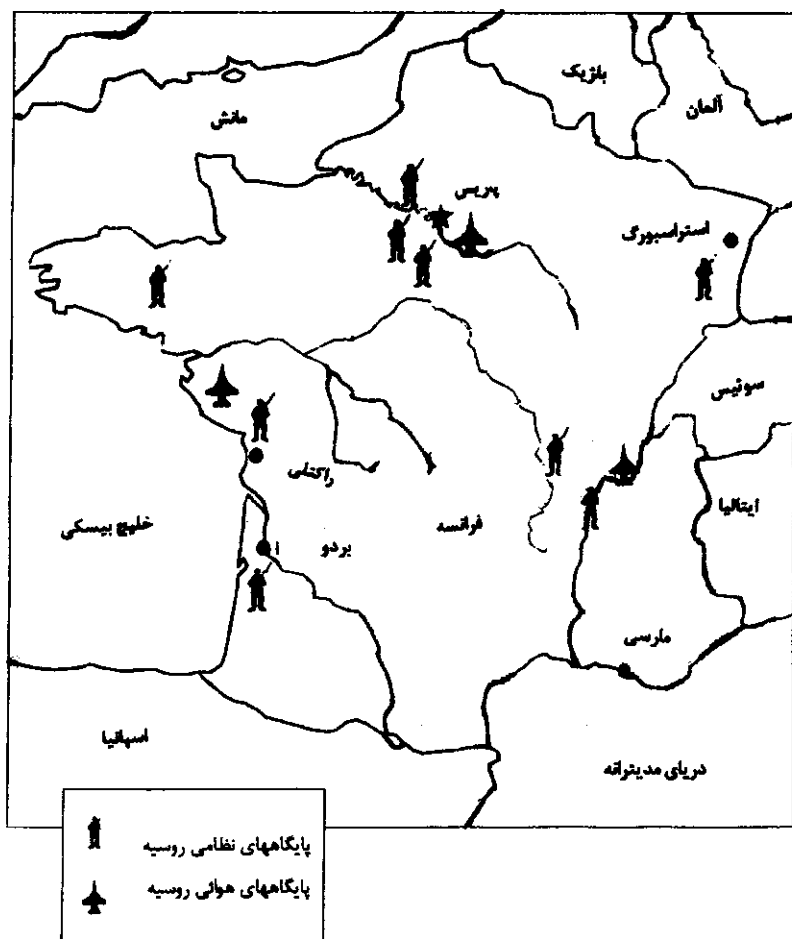 بلژیک
آلمان
مانش
پاریس
استراسبورگ
سوئیس
راکتلی
ایتالیا
خلیج بیسکی
فرانسه
بردو
مارسی
اسپانیا
دریای مدیترانه
پایگاههای نظامی روسیه
پایگاههای هوائی روسیه